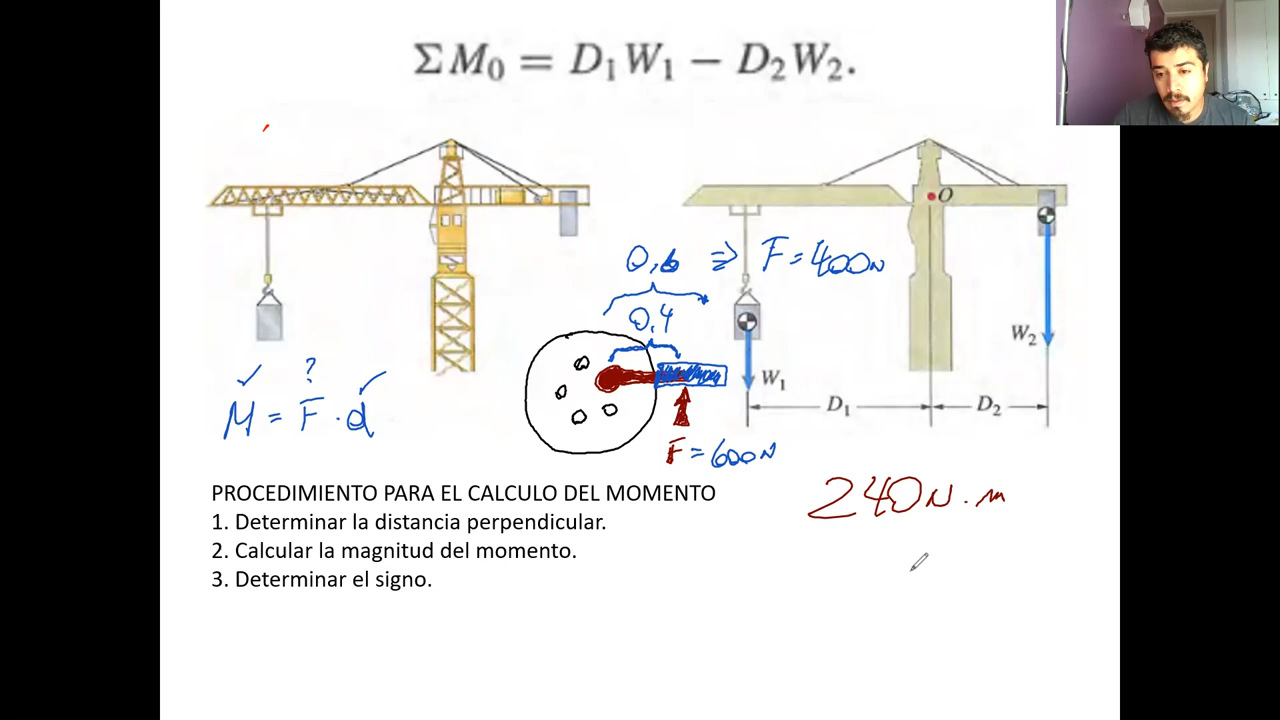 ΣM₀ = D₁W₁ − D₂W₂.
O
0,6 ⇒ F = 400N
0,4
W₂
W₁
D₁
D₂
?
M = F · d
F = 600N
PROCEDIMIENTO PARA EL CALCULO DEL MOMENTO
240N·m
1. Determinar la distancia perpendicular.
2. Calcular la magnitud del momento.
3. Determinar el signo.